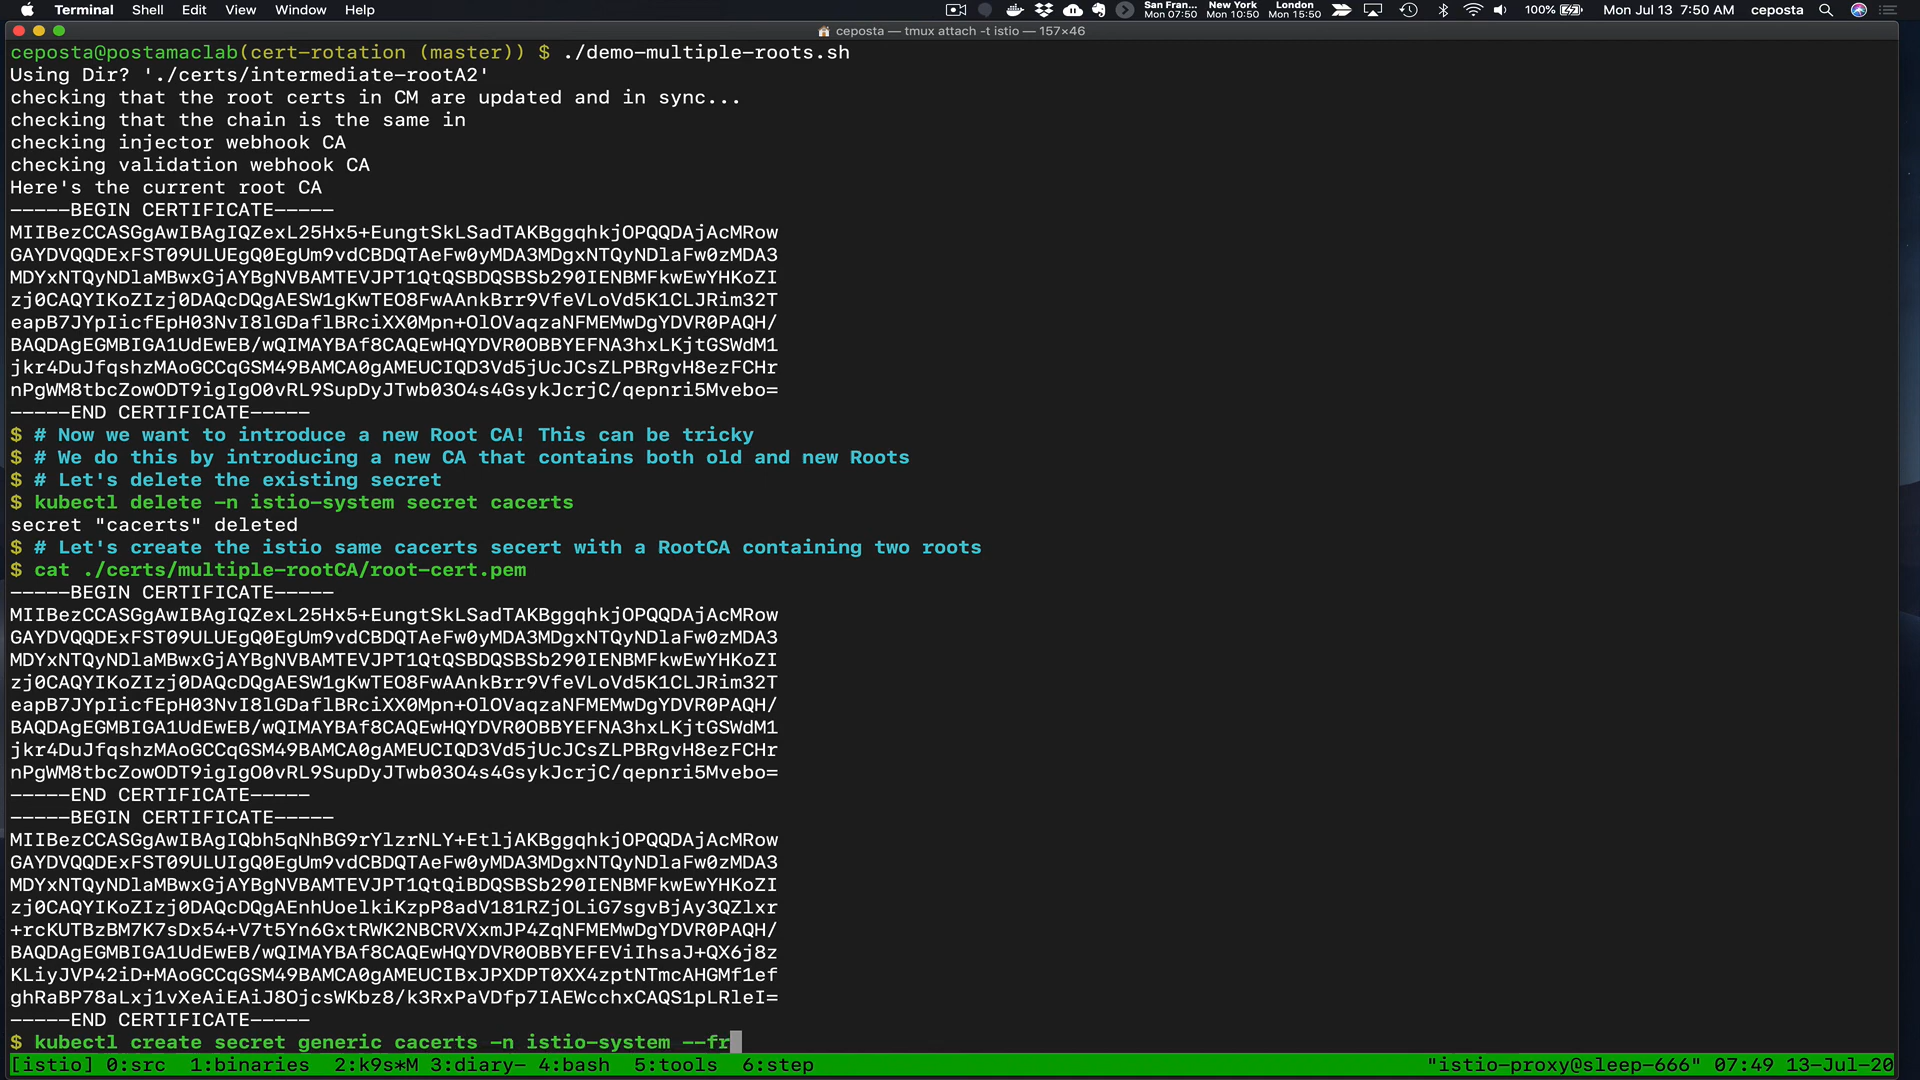 Terminal Shell Edit View Window Help
San Fran... Mon 07:50 New York Mon 10:50 London Mon 15:50 100% Mon Jul 13 7:50 AM ceposta
ceposta — tmux attach -t istio — 157×46
ceposta@postamaclab(cert-rotation (master)) $ ./demo-multiple-roots.sh
Using Dir? './certs/intermediate-rootA2'
checking that the root certs in CM are updated and in sync...
checking that the chain is the same in
checking injector webhook CA
checking validation webhook CA
Here's the current root CA
-----BEGIN CERTIFICATE-----
MIIBezCCASGgAwIBAgIQZexL25Hx5+EungtSkLSadTAKBggqhkjOPQQDAjAcMRow
GAYDVQQDExFST09ULUEgQ0EgUm9vdCBDQTAeFw0yMDA3MDgxNTQyNDlaFw0zMDA3
MDYxNTQyNDlaMBwxGjAYBgNVBAMTEVJPT1QtQSBDQSBSb290IENBMFkwEwYHKoZI
zj0CAQYIKoZIzj0DAQcDQgAESW1gKwTEO8FwAAnkBrr9VfeVLoVd5K1CLJRim32T
eapB7JYpIicfEpH03NvI8lGDaflBRciXX0Mpn+OlOVaqzaNFMEMwDgYDVR0PAQH/
BAQDAgEGMBIGA1UdEwEB/wQIMAYBAf8CAQEwHQYDVR0OBBYEFNA3hxLKjtGSWdM1
jkr4DuJfqshzMAoGCCqGSM49BAMCA0gAMEUCIQD3Vd5jUcJCsZLPBRgvH8ezFCHr
nPgWM8tbcZowODT9igIgO0vRL9SupDyJTwb03O4s4GsykJcrjC/qepnri5Mvebo=
-----END CERTIFICATE-----
$ # Now we want to introduce a new Root CA! This can be tricky
$ # We do this by introducing a new CA that contains both old and new Roots
$ # Let's delete the existing secret
$ kubectl delete -n istio-system secret cacerts
secret "cacerts" deleted
$ # Let's create the istio same cacerts secert with a RootCA containing two roots
$ cat ./certs/multiple-rootCA/root-cert.pem
-----BEGIN CERTIFICATE-----
MIIBezCCASGgAwIBAgIQZexL25Hx5+EungtSkLSadTAKBggqhkjOPQQDAjAcMRow
GAYDVQQDExFST09ULUEgQ0EgUm9vdCBDQTAeFw0yMDA3MDgxNTQyNDlaFw0zMDA3
MDYxNTQyNDlaMBwxGjAYBgNVBAMTEVJPT1QtQSBDQSBSb290IENBMFkwEwYHKoZI
zj0CAQYIKoZIzj0DAQcDQgAESW1gKwTEO8FwAAnkBrr9VfeVLoVd5K1CLJRim32T
eapB7JYpIicfEpH03NvI8lGDaflBRciXX0Mpn+OlOVaqzaNFMEMwDgYDVR0PAQH/
BAQDAgEGMBIGA1UdEwEB/wQIMAYBAf8CAQEwHQYDVR0OBBYEFNA3hxLKjtGSWdM1
jkr4DuJfqshzMAoGCCqGSM49BAMCA0gAMEUCIQD3Vd5jUcJCsZLPBRgvH8ezFCHr
nPgWM8tbcZowODT9igIgO0vRL9SupDyJTwb03O4s4GsykJcrjC/qepnri5Mvebo=
-----END CERTIFICATE-----
-----BEGIN CERTIFICATE-----
MIIBezCCASGgAwIBAgIQbh5qNhBG9rYlzrNLY+EtljAKBggqhkjOPQQDAjAcMRow
GAYDVQQDExFST09ULUIgQ0EgUm9vdCBDQTAeFw0yMDA3MDgxNTQyNDlaFw0zMDA3
MDYxNTQyNDlaMBwxGjAYBgNVBAMTEVJPT1QtQiBDQSBSb290IENBMFkwEwYHKoZI
zj0CAQYIKoZIzj0DAQcDQgAEnhUoelkiKzpP8adV181RZjOLiG7sgvBjAy3QZlxr
+rcKUTBzBM7K7sDx54+V7t5Yn6GxtRWK2NBCRVXxmJP4ZqNFMEMwDgYDVR0PAQH/
BAQDAgEGMBIGA1UdEwEB/wQIMAYBAf8CAQEwHQYDVR0OBBYEFEViIhsaJ+QX6j8z
KLiyJVP42iD+MAoGCCqGSM49BAMCA0gAMEUCIBxJPXDPT0XX4zptNTmcAHGMf1ef
ghRaBP78aLxj1vXeAiEAiJ8OjcsWKbz8/k3RxPaVDfp7IAEWcchxCAQS1pLRleI=
-----END CERTIFICATE-----
$ kubectl create secret generic cacerts -n istio-system --fr
[istio] 0:src 1:binaries 2:k9s*M 3:diary- 4:bash 5:tools 6:step "istio-proxy@sleep-666" 07:49 13-Jul-20